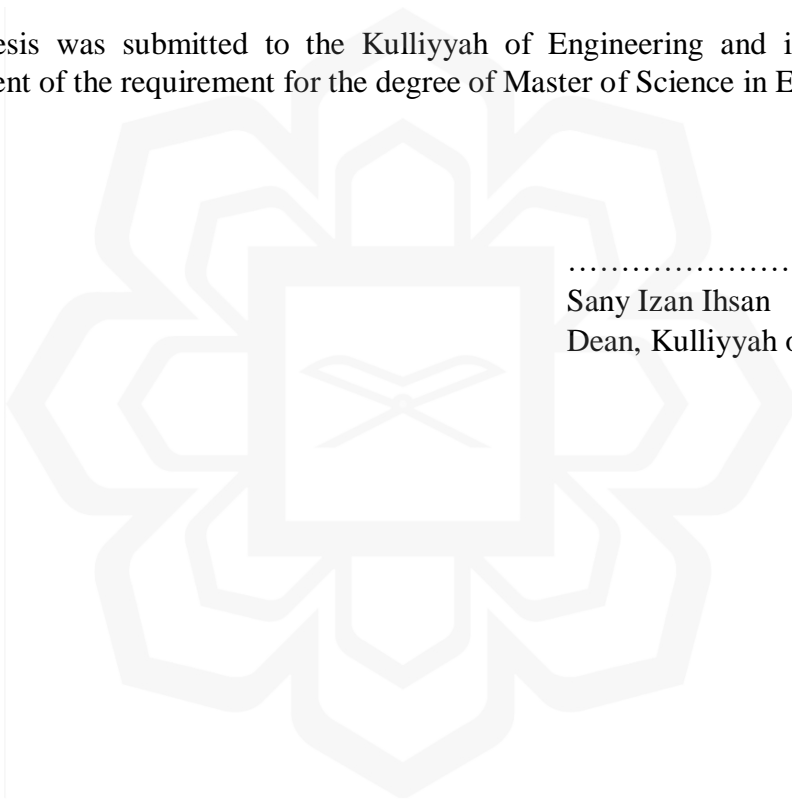 esis was submitted to the Kulliyyah of Engineering and i
ent of the requirement for the degree of Master of Science in E
……………………
Sany Izan Ihsan
Dean, Kulliyyah o